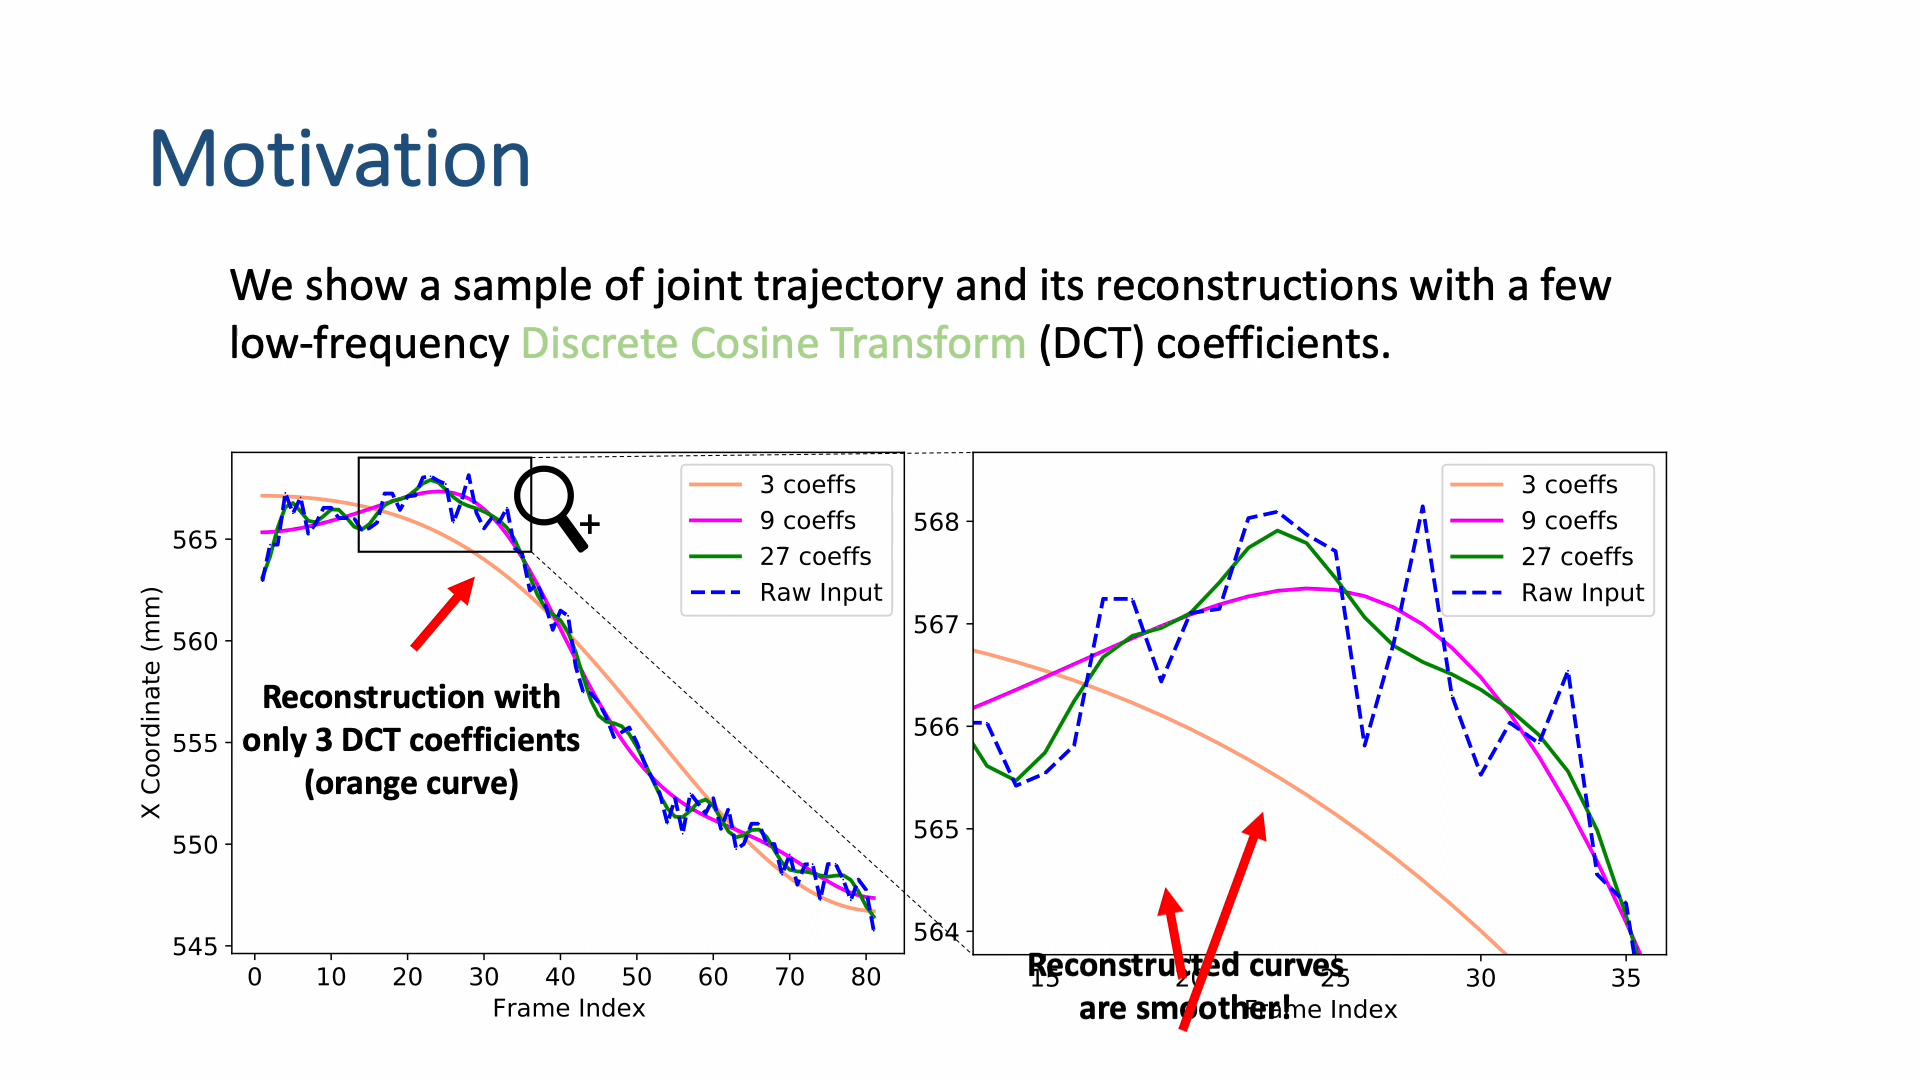 Motivation
We show a sample of joint trajectory and its reconstructions with a few
low-frequency Discrete Cosine Transform (DCT) coefficients.
3 coeffs
9 coeffs
27 coeffs
Raw Input
+
565
560
555
550
545
X Coordinate (mm)
Reconstruction with
only 3 DCT coefficients
(orange curve)
0 10 20 30 40 50 60 70 80
Frame Index
3 coeffs
9 coeffs
27 coeffs
Raw Input
568
567
566
565
564
15 20 25 30 35
Frame Index
Reconstructed curves
are smoother!